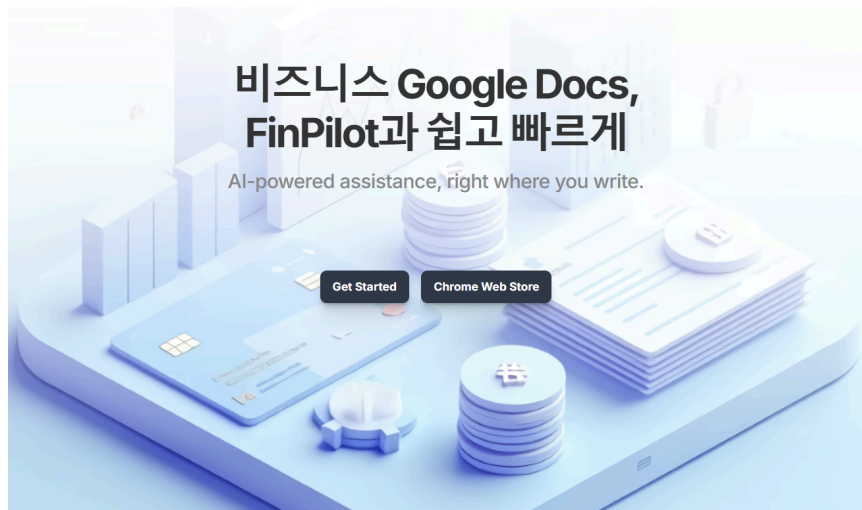 비즈니스 Google Docs,
FinPilot과 쉽고 빠르게
AI-powered assistance, right where you write.
Get Started
Chrome Web Store